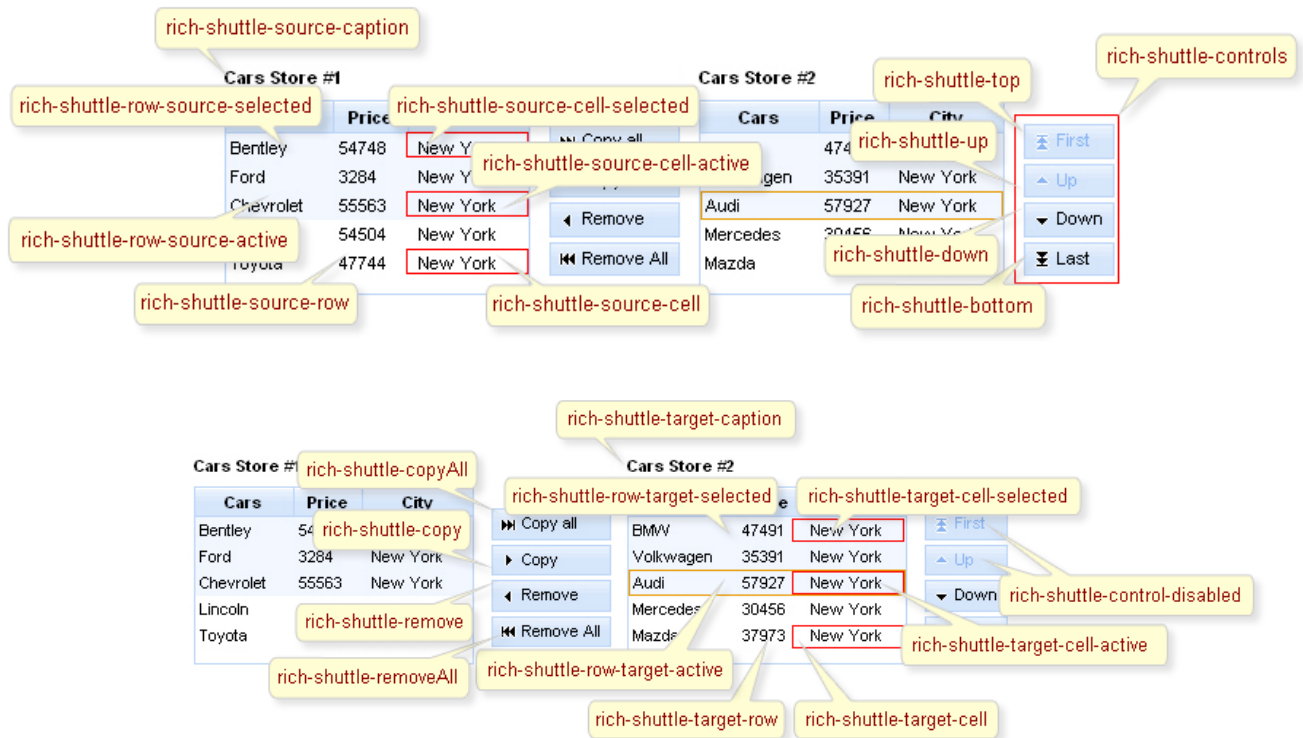 rich-shuttle-source-caption
rich-shuttle-controls
Cars Store #1
Cars Store #2
rich-shuttle-top
rich-shuttle-row-source-selected
rich-shuttle-source-cell-selected
Price
Cars Price City
rich-shuttle-up
First
Bentley 54748 New Copy all
rich-shuttle-source-cell-active
Ford 3284 35391 New York Up
Chevrolet 55563 New York Remove Audi 57927 New York Down
rich-shuttle-row-source-active
54504 New York Mercedes 30456 New York
rich-shuttle-down
Toyota 47744 New York Remove All Mazda Last
rich-shuttle-source-row
rich-shuttle-source-cell
rich-shuttle-bottom
rich-shuttle-target-caption
Cars Store #1
Cars Store #2
rich-shuttle-copyAll
rich-shuttle-row-target-selected
rich-shuttle-target-cell-selected
Cars Price City
Bentley Copy all BMW 47491 New York First
rich-shuttle-copy
Ford 3284 New York Copy Volkwagen 35391 New York Up
Chevrolet 55563 New York Remove Audi 57927 New York Down
rich-shuttle-control-disabled
Lincoln Mercedes 30456 New York
rich-shuttle-remove
Toyota Remove All Mazda 37973 New York
rich-shuttle-target-cell-active
rich-shuttle-removeAll
rich-shuttle-row-target-active
rich-shuttle-target-row
rich-shuttle-target-cell